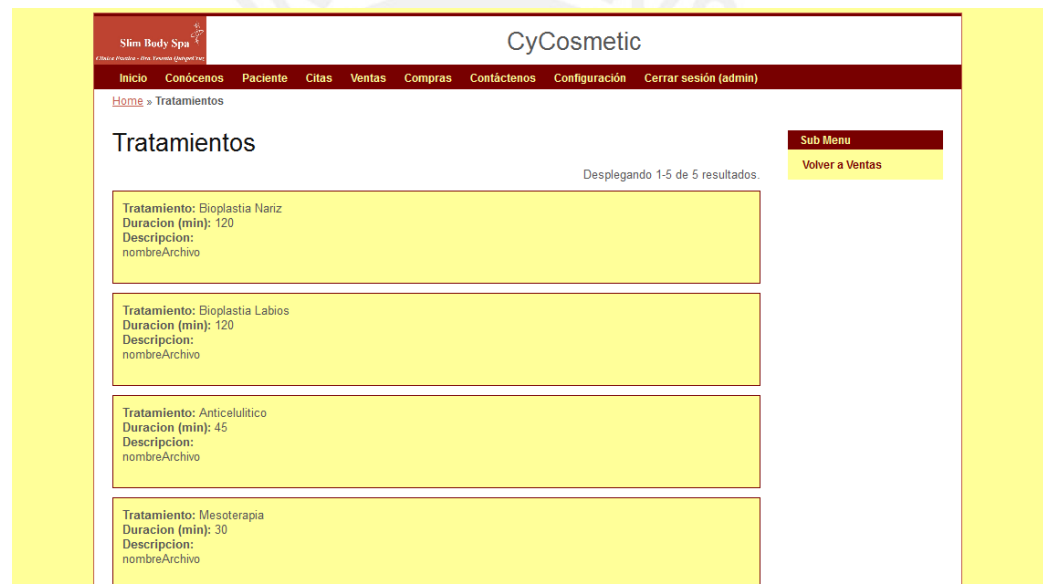 Slim Body Spa
CyCosmetic
Inicio Conócenos Paciente Citas Ventas Compras Contáctenos Configuración Cerrar sesión (admin)
Home » Tratamientos
Tratamientos
Sub Menu
Volver a Ventas
Desplegando 1-5 de 5 resultados.
Tratamiento: Bioplastia Nariz
Duracion (min): 120
Descripcion:
nombreArchivo
Tratamiento: Bioplastia Labios
Duracion (min): 120
Descripcion:
nombreArchivo
Tratamiento: Anticelulitico
Duracion (min): 45
Descripcion:
nombreArchivo
Tratamiento: Mesoterapia
Duracion (min): 30
Descripcion:
nombreArchivo